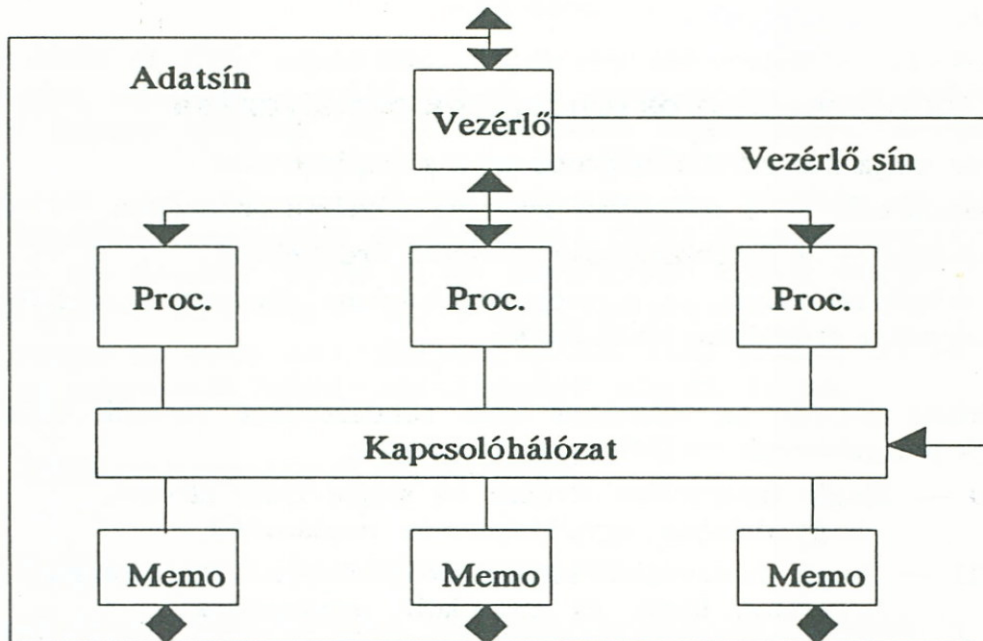 Adatsín
Vezérlő
Vezérlő sín
Proc.
Proc.
Proc.
Kapcsolóhálózat
Memo
Memo
Memo